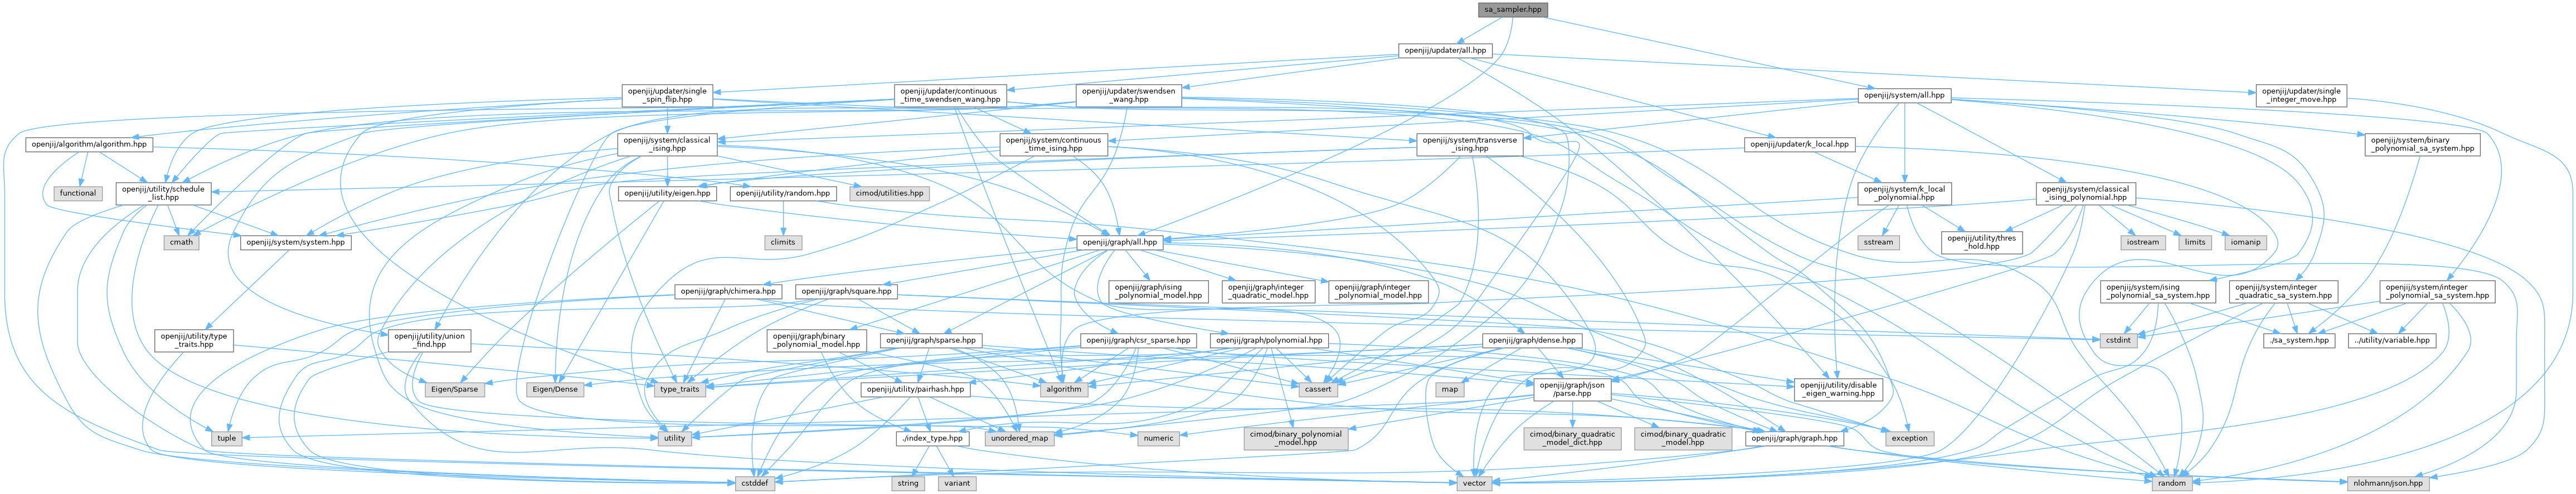 sa_sampler.hpp
openjij/updater/all.hpp
openjij/updater/single
_spin_flip.hpp
openjij/updater/continuous
_time_swendsen_wang.hpp
openjij/updater/swendsen
_wang.hpp
openjij/system/all.hpp
openjij/updater/single
_integer_move.hpp
openjij/algorithm/algorithm.hpp
openjij/system/classical
_ising.hpp
openjij/system/continuous
_time_ising.hpp
openjij/system/transverse
_ising.hpp
openjij/updater/k_local.hpp
openjij/system/binary
_polynomial_sa_system.hpp
functional
openjij/utility/schedule
_list.hpp
openjij/utility/eigen.hpp
openjij/utility/random.hpp
cimod/utilities.hpp
openjij/system/k_local
_polynomial.hpp
openjij/system/classical
_ising_polynomial.hpp
cmath
openjij/system/system.hpp
climits
openjij/graph/all.hpp
sstream
openjij/utility/thres
_hold.hpp
iostream
limits
iomanip
openjij/graph/chimera.hpp
openjij/graph/square.hpp
openjij/graph/ising
_polynomial_model.hpp
openjij/graph/integer
_quadratic_model.hpp
openjij/graph/integer
_polynomial_model.hpp
openjij/system/ising
_polynomial_sa_system.hpp
openjij/system/integer
_quadratic_sa_system.hpp
openjij/system/integer
_polynomial_sa_system.hpp
openjij/utility/type
_traits.hpp
openjij/utility/union
_find.hpp
openjij/graph/binary
_polynomial_model.hpp
openjij/graph/sparse.hpp
openjij/graph/csr_sparse.hpp
openjij/graph/polynomial.hpp
openjij/graph/dense.hpp
cstdint
./sa_system.hpp
../utility/variable.hpp
Eigen/Sparse
Eigen/Dense
type_traits
algorithm
openjij/utility/pairhash.hpp
cassert
map
openjij/graph/json
/parse.hpp
openjij/utility/disable
_eigen_warning.hpp
tuple
utility
./index_type.hpp
unordered_map
numeric
cimod/binary_polynomial
_model.hpp
cimod/binary_quadratic
_model_dict.hpp
cimod/binary_quadratic
_model.hpp
openjij/graph/graph.hpp
exception
cstddef
string
variant
vector
random
nlohmann/json.hpp